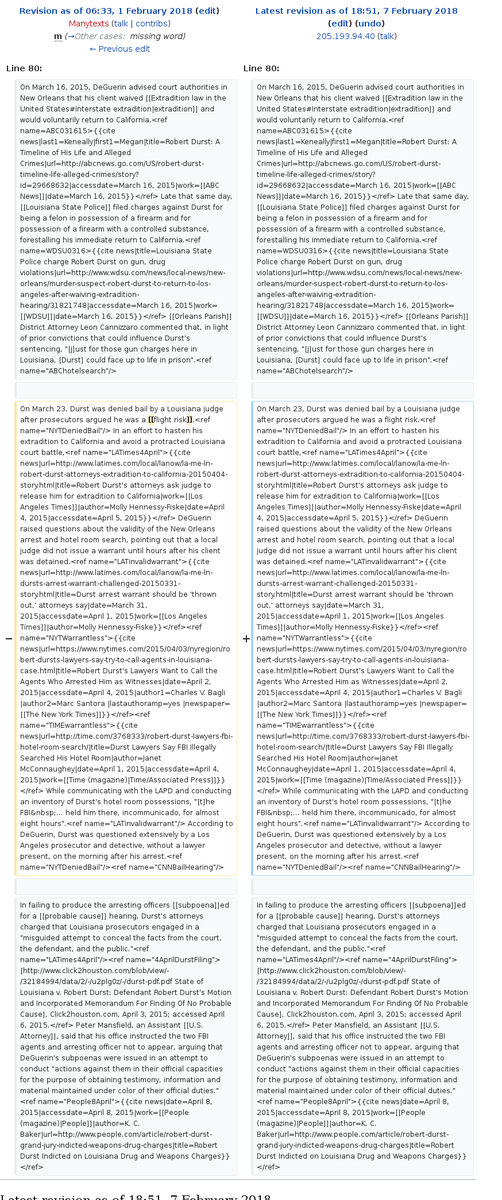 Revision as of 06:33, 1 February 2018 (edit)
Manytexts (talk | contribs)
m (→Other cases: missing word)
← Previous edit
Latest revision as of 18:51, 7 February 2018
(edit) (undo)
205.193.94.40 (talk)
Line 80:
On March 16, 2015, DeGuerin advised court authorities in
New Orleans that his client waived [[Extradition law in the
United States#Interstate extradition|extradition]] and
would voluntarily return to California.<ref
name=ABC031615>{{cite
news|last1=Keneally|first1=Megan|title=Robert Durst: A
Timeline of His Life and Alleged
Crimes|url=http://abcnews.go.com/US/robert-durst-
timeline-life-alleged-crimes/story?
id=29668632|accessdate=March 16, 2015|work=[[ABC
News]]|date=March 16, 2015}}</ref> Late that same day,
[[Louisiana State Police]] filed charges against Durst for
being a felon in possession of a firearm and for
possession of a firearm with a controlled substance,
forestalling his immediate return to California.<ref
name=WDSU0316>{{cite news|title=Louisiana State
Police charge Robert Durst on gun, drug
violations|url=http://www.wdsu.com/news/local-news/new-
orleans/murder-suspect-robert-durst-to-return-to-los-
angeles-after-waiving-extradition-
hearing/31821748|accessdate=March 16, 2015|work=
[[WDSU]]|date=March 16, 2015}}</ref> [[Orleans Parish]]
District Attorney Leon Cannizzaro commented that, in light
of prior convictions that could influence Durst's
sentencing, "[j]ust for those gun charges here in
Louisiana, [Durst] could face up to life in prison".<ref
name="ABChotelsearch"/>
−
On March 23, Durst was denied bail by a Louisiana judge
after prosecutors argued he was a [[flight risk]].<ref
name="NYTDeniedBail"/> In an effort to hasten his
extradition to California and avoid a protracted Louisiana
court battle,<ref name="LATimes4April">{{cite
news|url=http://www.latimes.com/local/lanow/la-me-ln-
robert-durst-attorneys-extradition-to-california-20150404-
story.html|title=Robert Durst's attorneys ask judge to
release him for extradition to California|work=[[Los
Angeles Times]]|author=Molly Hennessy-Fiske|date=April
4, 2015|accessdate=April 5, 2015}}</ref> DeGuerin
raised questions about the validity of the New Orleans
arrest and hotel room search, pointing out that a local
judge did not issue a warrant until hours after his client
was detained.<ref name="LATinvalidwarrant">{{cite
news|url=http://www.latimes.com/local/lanow/la-me-ln-
dursts-arrest-warrant-challenged-20150331-
story.html|title=Durst arrest warrant should be 'thrown
out,' attorneys say|date=March 31,
2015|accessdate=April 1, 2015|work=[[Los Angeles
Times]]|author=Molly Hennessy-Fiske}}</ref><ref
name="NYTWarrantless">{{cite
news|url=https://www.nytimes.com/2015/04/03/nyregion/ro
bert-dursts-lawyers-say-try-to-call-agents-in-louisiana-
case.html|title=Robert Durst's Lawyers Want to Call the
Agents Who Arrested Him as Witnesses|date=April 2,
2015|accessdate=April 4, 2015|author1=Charles V. Bagli
|author2=Marc Santora |lastauthoramp=yes |newspaper=
[[The New York Times]]}}</ref><ref
name="TIMEwarrantless">{{cite
news|url=http://time.com/3768333/robert-durst-lawyers-fbi-
hotel-room-search/|title=Durst Lawyers Say FBI Illegally
Searched His Hotel Room|author=Janet
McConnaughey|date=April 1, 2015|accessdate=April 4,
2015|work=[[Time (magazine)|Time/Associated Press]]}}
</ref> While communicating with the LAPD and conducting
an inventory of Durst's hotel room possessions, "[t]he
FBI&nbsp;... held him there, incommunicado, for almost
eight hours".<ref name="LATinvalidwarrant"/> According to
DeGuerin, Durst was questioned extensively by a Los
Angeles prosecutor and detective, without a lawyer
present, on the morning after his arrest.<ref
name="NYTDeniedBail"/><ref name="CNNBailHearing"/>
In failing to produce the arresting officers [[subpoena]]ed
for a [[probable cause]] hearing, Durst's attorneys
charged that Louisiana prosecutors engaged in a
"misguided attempt to conceal the facts from the court,
the defendant, and the public."<ref
name="LATimes4April"/><ref name="4AprilDurstFiling">
[http://www.click2houston.com/blob/view/-
/32184994/data/2/-/u2plg0z/-/durst-pdf.pdf State of
Louisiana v. Robert Durst: Defendant Robert Durst's Motion
and Incorporated Memorandum For Finding Of No Probable
Cause], Click2houston.com, April 3, 2015; accessed April
6, 2015.</ref> Peter Mansfield, an Assistant [[U.S.
Attorney]], said that his office instructed the two FBI
agents and arresting officer not to appear, arguing that
DeGuerin's subpoenas were issued in an attempt to
conduct "actions against them in their official capacities
for the purpose of obtaining testimony, information and
material maintained under color of their official duties."
<ref name="People8April">{{cite news|date=April 8,
2015|accessdate=April 8, 2015|work=[[People
(magazine)|People]]|author=K. C.
Baker|url=http://www.people.com/article/robert-durst-
grand-jury-indicted-weapons-drug-charges|title=Robert
Durst Indicted on Louisiana Drug and Weapons Charges}}
</ref>
Line 80:
On March 16, 2015, DeGuerin advised court authorities in
New Orleans that his client waived [[Extradition law in the
United States#Interstate extradition|extradition]] and
would voluntarily return to California.<ref
name=ABC031615>{{cite
news|last1=Keneally|first1=Megan|title=Robert Durst: A
Timeline of His Life and Alleged
Crimes|url=http://abcnews.go.com/US/robert-durst-
timeline-life-alleged-crimes/story?
id=29668632|accessdate=March 16, 2015|work=[[ABC
News]]|date=March 16, 2015}}</ref> Late that same day,
[[Louisiana State Police]] filed charges against Durst for
being a felon in possession of a firearm and for
possession of a firearm with a controlled substance,
forestalling his immediate return to California.<ref
name=WDSU0316>{{cite news|title=Louisiana State
Police charge Robert Durst on gun, drug
violations|url=http://www.wdsu.com/news/local-news/new-
orleans/murder-suspect-robert-durst-to-return-to-los-
angeles-after-waiving-extradition-
hearing/31821748|accessdate=March 16, 2015|work=
[[WDSU]]|date=March 16, 2015}}</ref> [[Orleans Parish]]
District Attorney Leon Cannizzaro commented that, in light
of prior convictions that could influence Durst's
sentencing, "[j]ust for those gun charges here in
Louisiana, [Durst] could face up to life in prison".<ref
name="ABChotelsearch"/>
+
On March 23, Durst was denied bail by a Louisiana judge
after prosecutors argued he was a flight risk.<ref
name="NYTDeniedBail"/> In an effort to hasten his
extradition to California and avoid a protracted Louisiana
court battle,<ref name="LATimes4April">{{cite
news|url=http://www.latimes.com/local/lanow/la-me-ln-
robert-durst-attorneys-extradition-to-california-20150404-
story.html|title=Robert Durst's attorneys ask judge to
release him for extradition to California|work=[[Los
Angeles Times]]|author=Molly Hennessy-Fiske|date=April
4, 2015|accessdate=April 5, 2015}}</ref> DeGuerin
raised questions about the validity of the New Orleans
arrest and hotel room search, pointing out that a local
judge did not issue a warrant until hours after his client
was detained.<ref name="LATinvalidwarrant">{{cite
news|url=http://www.latimes.com/local/lanow/la-me-ln-
dursts-arrest-warrant-challenged-20150331-
story.html|title=Durst arrest warrant should be 'thrown
out,' attorneys say|date=March 31,
2015|accessdate=April 1, 2015|work=[[Los Angeles
Times]]|author=Molly Hennessy-Fiske}}</ref><ref
name="NYTWarrantless">{{cite
news|url=https://www.nytimes.com/2015/04/03/nyregion/ro
bert-dursts-lawyers-say-try-to-call-agents-in-louisiana-
case.html|title=Robert Durst's Lawyers Want to Call the
Agents Who Arrested Him as Witnesses|date=April 2,
2015|accessdate=April 4, 2015|author1=Charles V. Bagli
|author2=Marc Santora |lastauthoramp=yes |newspaper=
[[The New York Times]]}}</ref><ref
name="TIMEwarrantless">{{cite
news|url=http://time.com/3768333/robert-durst-lawyers-fbi-
hotel-room-search/|title=Durst Lawyers Say FBI Illegally
Searched His Hotel Room|author=Janet
McConnaughey|date=April 1, 2015|accessdate=April 4,
2015|work=[[Time (magazine)|Time/Associated Press]]}}
</ref> While communicating with the LAPD and conducting
an inventory of Durst's hotel room possessions, "[t]he
FBI&nbsp;... held him there, incommunicado, for almost
eight hours".<ref name="LATinvalidwarrant"/> According to
DeGuerin, Durst was questioned extensively by a Los
Angeles prosecutor and detective, without a lawyer
present, on the morning after his arrest.<ref
name="NYTDeniedBail"/><ref name="CNNBailHearing"/>
In failing to produce the arresting officers [[subpoena]]ed
for a [[probable cause]] hearing, Durst's attorneys
charged that Louisiana prosecutors engaged in a
"misguided attempt to conceal the facts from the court,
the defendant, and the public."<ref
name="LATimes4April"/><ref name="4AprilDurstFiling">
[http://www.click2houston.com/blob/view/-
/32184994/data/2/-/u2plg0z/-/durst-pdf.pdf State of
Louisiana v. Robert Durst: Defendant Robert Durst's Motion
and Incorporated Memorandum For Finding Of No Probable
Cause], Click2houston.com, April 3, 2015; accessed April
6, 2015.</ref> Peter Mansfield, an Assistant [[U.S.
Attorney]], said that his office instructed the two FBI
agents and arresting officer not to appear, arguing that
DeGuerin's subpoenas were issued in an attempt to
conduct "actions against them in their official capacities
for the purpose of obtaining testimony, information and
material maintained under color of their official duties."
<ref name="People8April">{{cite news|date=April 8,
2015|accessdate=April 8, 2015|work=[[People
(magazine)|People]]|author=K. C.
Baker|url=http://www.people.com/article/robert-durst-
grand-jury-indicted-weapons-drug-charges|title=Robert
Durst Indicted on Louisiana Drug and Weapons Charges}}
</ref>
Latest revision as of 18:51, 7 February 2018